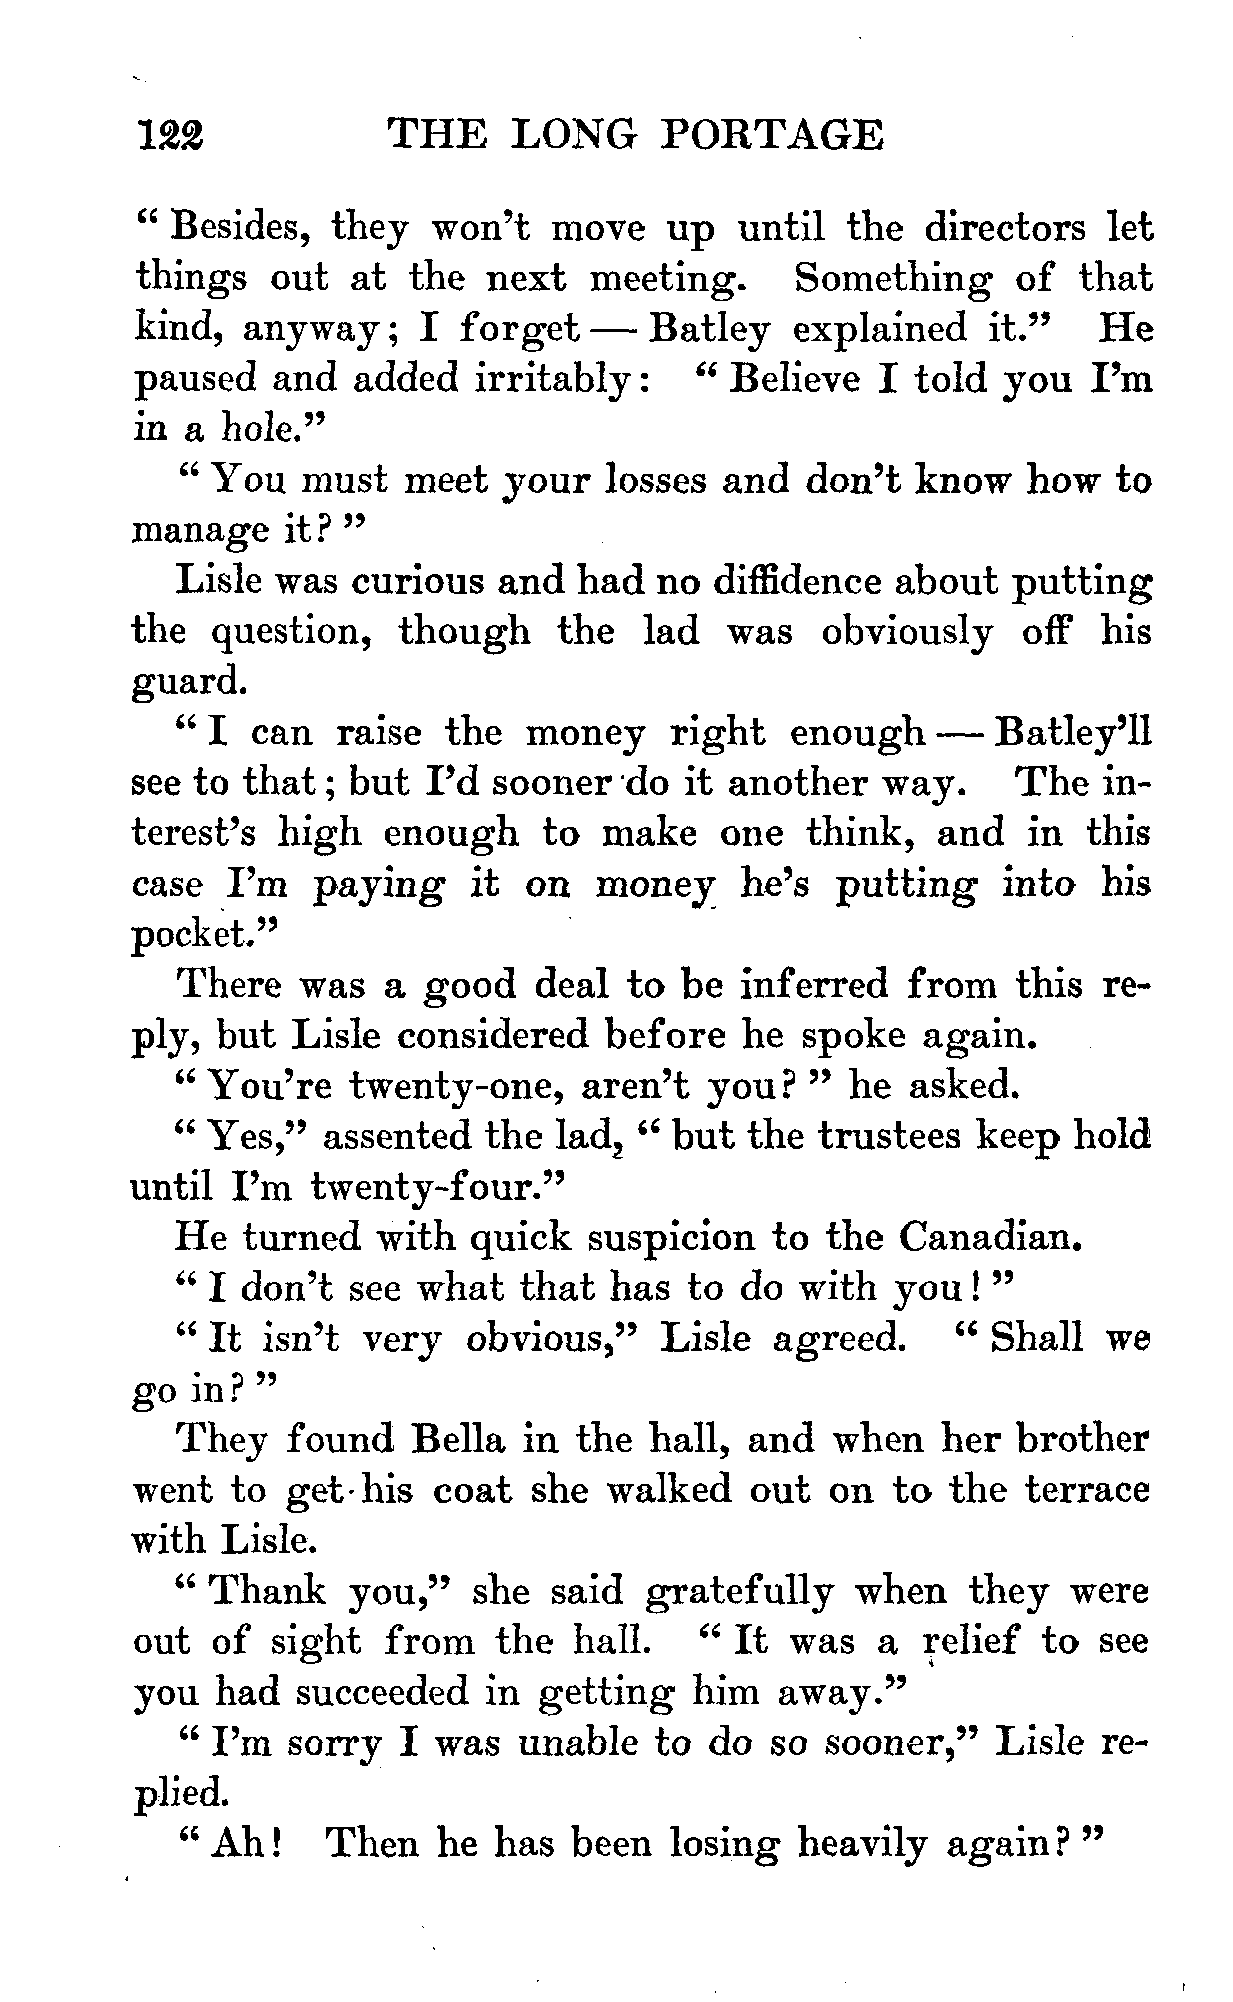 122 THE LONG PORTAGE
“ Besides, they won’t move up until the directors let
things out at the next meeting. Something of that
kind, anyway; I forget — Batley explained it.” He
paused and added irritably: “ Believe I told you I’m
in a hole.”
“ You must meet your losses and don’t know how to
manage it? ”
Lisle was curious and had no diffidence about putting
the question, though the lad was obviously off his
guard.
“ I can raise the money right enough — Batley’ll
see to that; but I’d sooner do it another way. The in-
terest’s high enough to make one think, and in this
case I’m paying it on money he’s putting into his
pocket.”
There was a good deal to be inferred from this re-
ply, but Lisle considered before he spoke again.
“ You’re twenty-one, aren’t you? ” he asked.
“ Yes,” assented the lad, “ but the trustees keep hold
until I’m twenty-four.”
He turned with quick suspicion to the Canadian.
“ I don’t see what that has to do with you! ”
“ It isn’t very obvious,” Lisle agreed. “ Shall we
go in? ”
They found Bella in the hall, and when her brother
went to get his coat she walked out on to the terrace
with Lisle.
“ Thank you,” she said gratefully when they were
out of sight from the hall. “ It was a relief to see
you had succeeded in getting him away.”
“ I’m sorry I was unable to do so sooner,” Lisle re-
plied.
“ Ah! Then he has been losing heavily again? ”